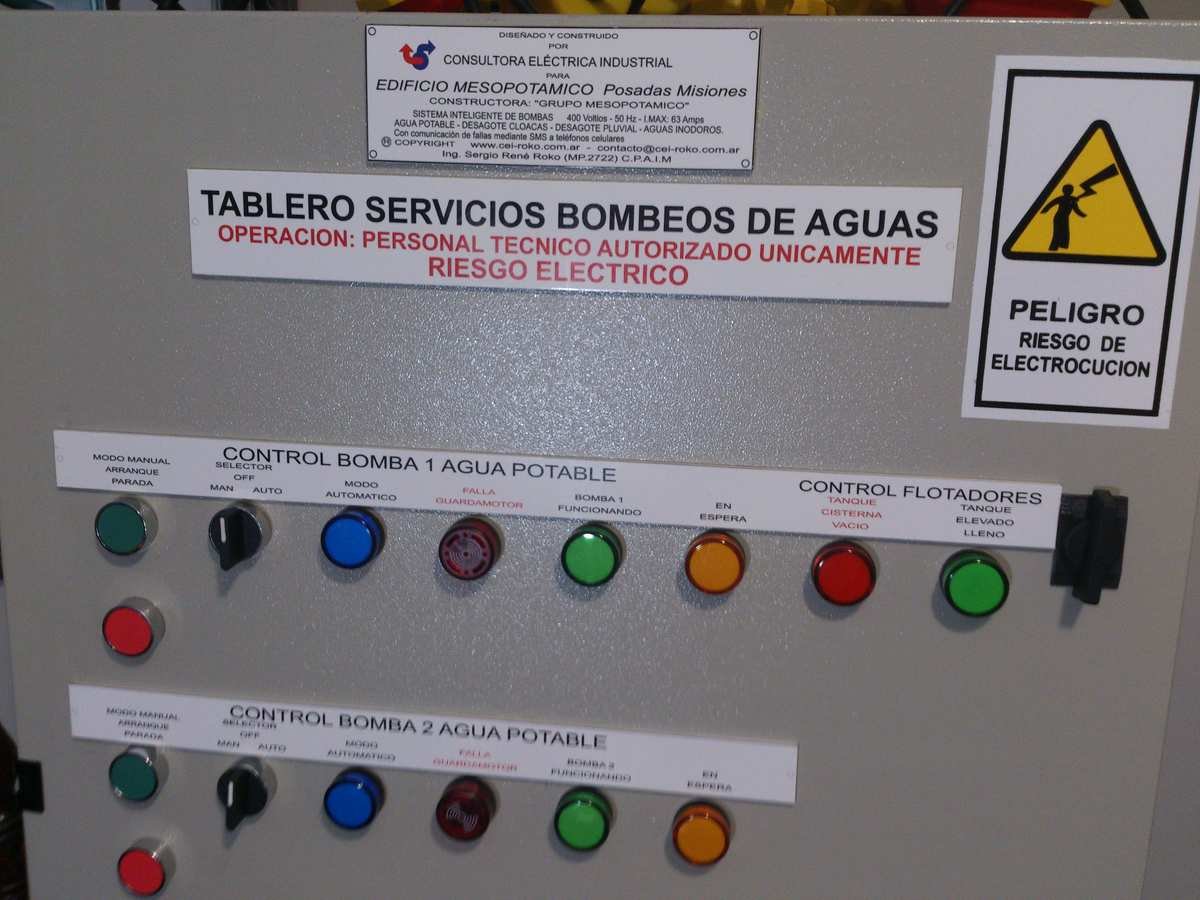 DISEÑADO Y CONSTRUIDO
POR
CONSULTORA ELÉCTRICA INDUSTRIAL
PARA
EDIFICIO MESOPOTAMICO Posadas Misiones
CONSTRUCTORA: "GRUPO MESOPOTAMICO"
SISTEMA INTELIGENTE DE BOMBAS 400 Voltios - 50 Hz - I.MAX: 63 Amps
AGUA POTABLE - DESAGOTE CLOACAS - DESAGOTE PLUVIAL - AGUAS INODOROS.
Con comunicación de fallas mediante SMS a teléfonos celulares
COPYRIGHT www.cei-roko.com.ar - contacto@cei-roko.com.ar
Ing. Sergio René Roko (MP.2722) C.P.A.I.M
TABLERO SERVICIOS BOMBEOS DE AGUAS
OPERACION: PERSONAL TECNICO AUTORIZADO UNICAMENTE
RIESGO ELECTRICO
PELIGRO
RIESGO DE
ELECTROCUCION
CONTROL BOMBA 1 AGUA POTABLE
MODO MANUAL
ARRANQUE
PARADA
SELECTOR
OFF
MAN AUTO
MODO
AUTOMATICO
FALLA
GUARDAMOTOR
BOMBA 1
FUNCIONANDO
EN
ESPERA
CONTROL FLOTADORES
TANQUE
CISTERNA
VACIO
TANQUE
ELEVADO
LLENO
CONTROL BOMBA 2 AGUA POTABLE
MODO MANUAL
ARRANQUE
PARADA
SELECTOR
OFF
MAN AUTO
MODO
AUTOMATICO
FALLA
GUARDAMOTOR
BOMBA 2
FUNCIONANDO
EN
ESPERA